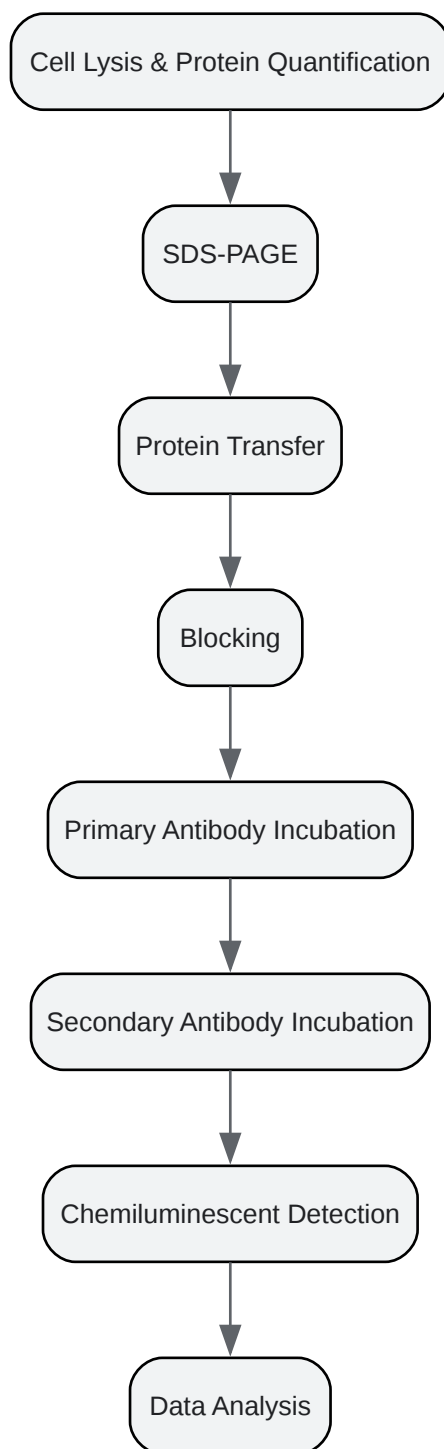 Cell Lysis & Protein Quantification
SDS-PAGE
Protein Transfer
Blocking
Primary Antibody Incubation
Secondary Antibody Incubation
Chemiluminescent Detection
Data Analysis